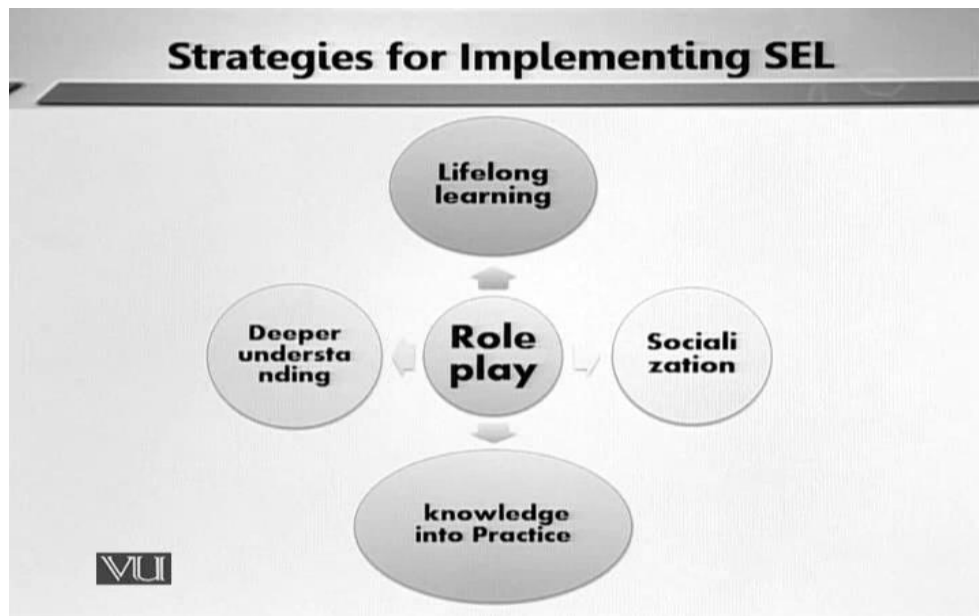 Strategies for Implementing SEL
Lifelong
learning
Deeper
understa
nding
Role
play
Sociali
zation
knowledge
into Practice
VU